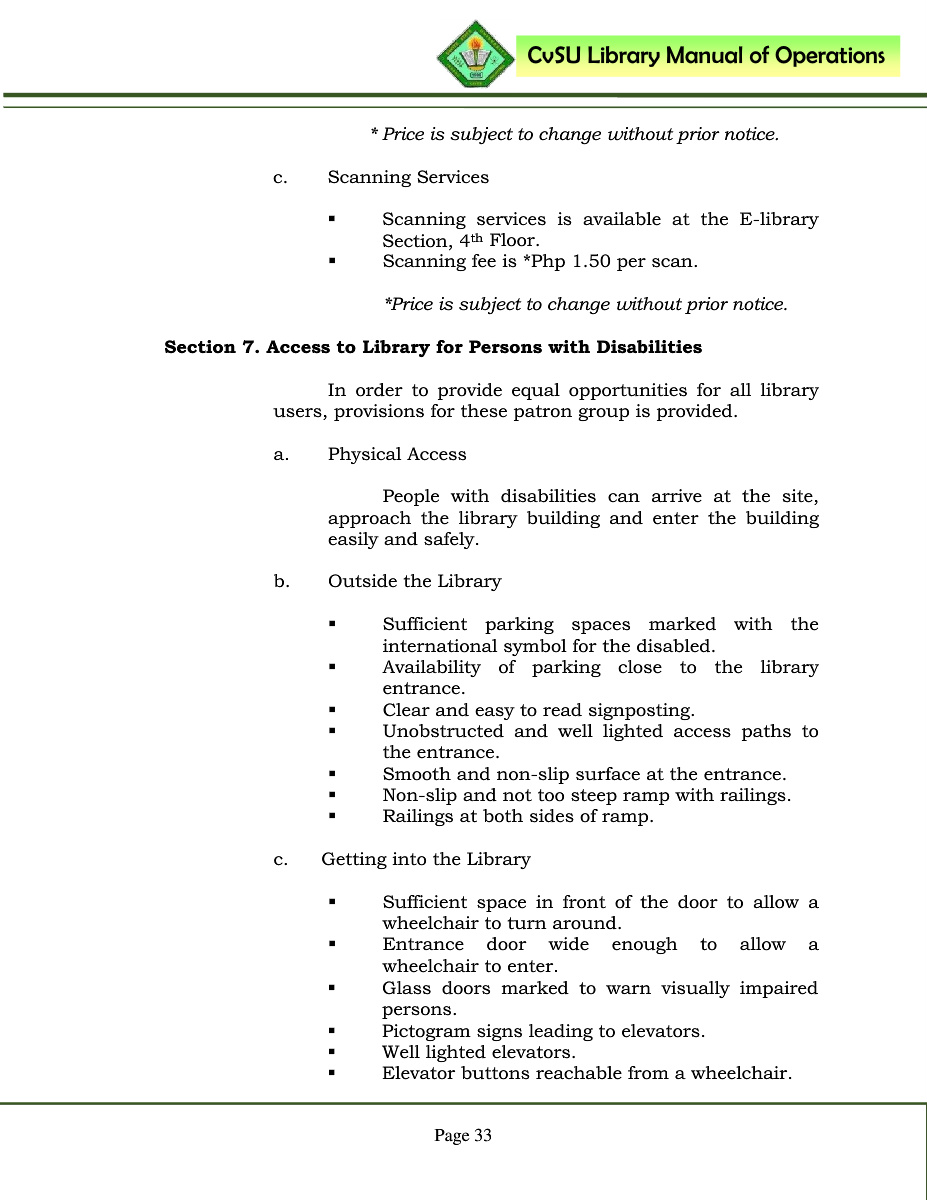 CvSU Library Manual of Operations
* Price is subject to change without prior notice.
c. Scanning Services
▪ Scanning services is available at the E-library
Section, 4th Floor.
▪ Scanning fee is *Php 1.50 per scan.
*Price is subject to change without prior notice.
Section 7. Access to Library for Persons with Disabilities
In order to provide equal opportunities for all library
users, provisions for these patron group is provided.
a. Physical Access
People with disabilities can arrive at the site,
approach the library building and enter the building
easily and safely.
b. Outside the Library
▪ Sufficient parking spaces marked with the
international symbol for the disabled.
▪ Availability of parking close to the library
entrance.
▪ Clear and easy to read signposting.
▪ Unobstructed and well lighted access paths to
the entrance.
▪ Smooth and non-slip surface at the entrance.
▪ Non-slip and not too steep ramp with railings.
▪ Railings at both sides of ramp.
c. Getting into the Library
▪ Sufficient space in front of the door to allow a
wheelchair to turn around.
▪ Entrance door wide enough to allow a
wheelchair to enter.
▪ Glass doors marked to warn visually impaired
persons.
▪ Pictogram signs leading to elevators.
▪ Well lighted elevators.
▪ Elevator buttons reachable from a wheelchair.
Page 33